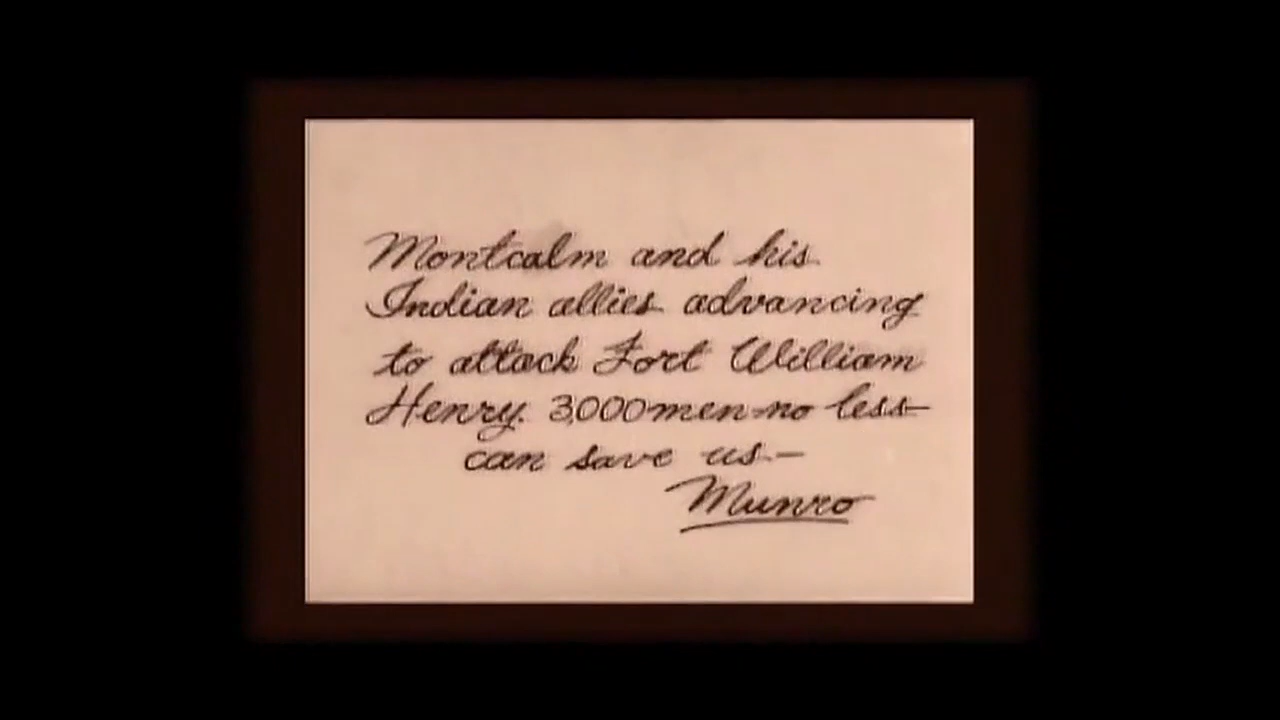 Montcalm and his
Indian allies advancing
to attack Fort William
Henry. 3,000 men - no less -
can save us -
Munro